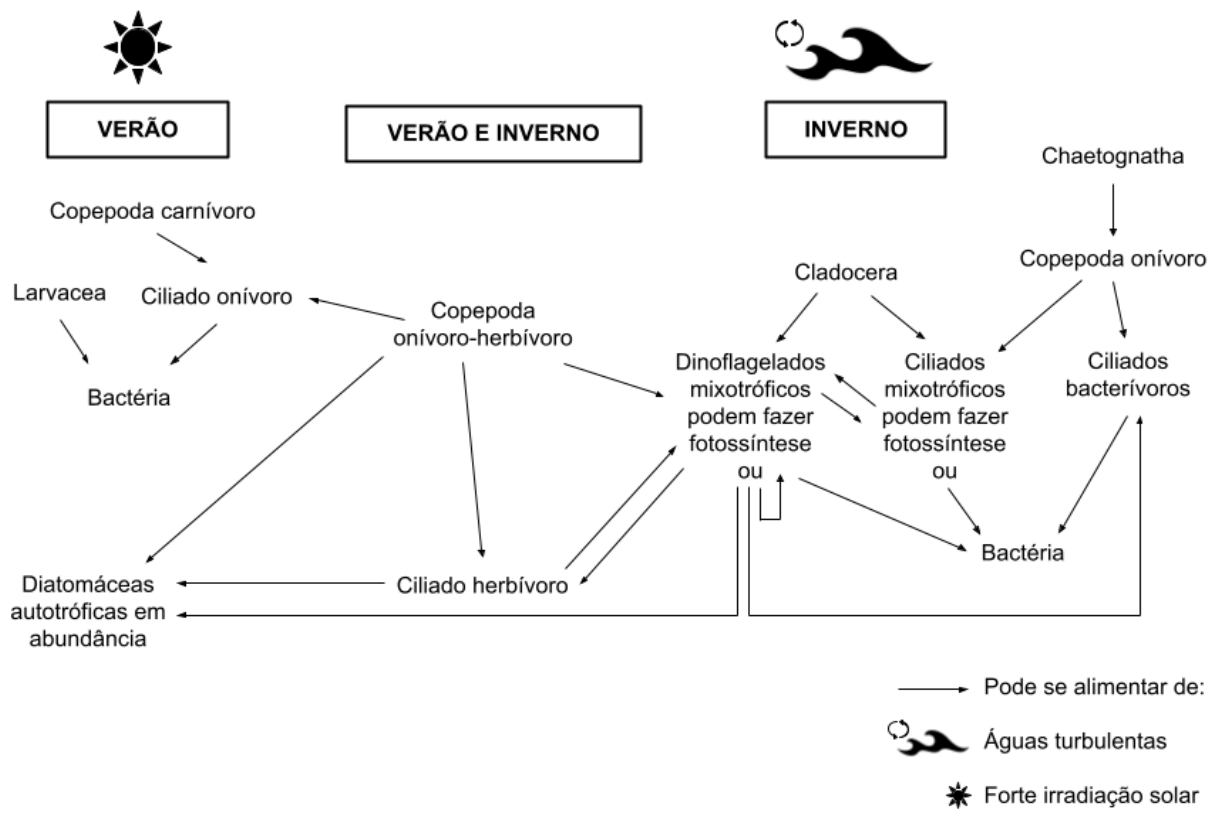 VERÃO
VERÃO E INVERNO
INVERNO
Chaetognatha
Copepoda carnívoro
Copepoda onívoro
Cladocera
Larvacea
Ciliado onívoro
Copepoda
onívoro-herbívoro
Dinoflagelados
mixotróficos
podem fazer
fotossíntese
ou
Ciliados
mixotróficos
podem fazer
fotossíntese
ou
Ciliados
bacterívoros
Bactéria
Bactéria
Diatomáceas
autotróficas em
abundância
Ciliado herbívoro
Pode se alimentar de:
Águas turbulentas
Forte irradiação solar